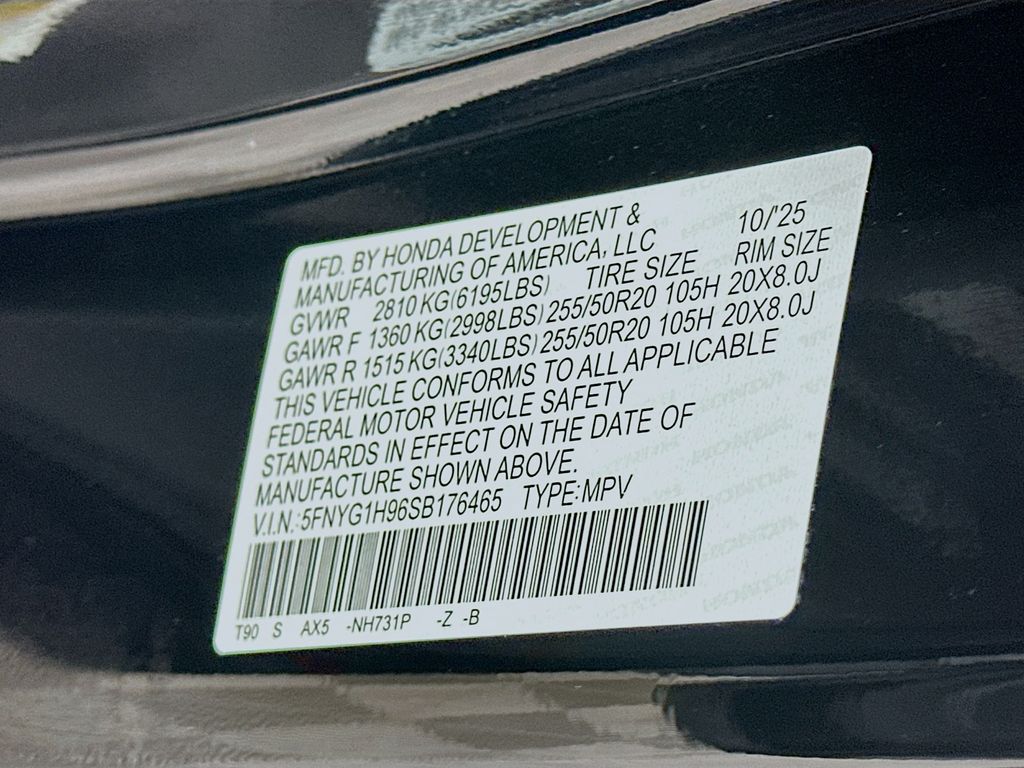 MFD. BY HONDA DEVELOPMENT &
MANUFACTURING OF AMERICA, LLC 10/'25
GVWR 2810 KG(6195LBS) TIRE SIZE RIM SIZE
GAWR F 1360 KG(2998LBS) 255/50R20 105H 20X8.0J
GAWR R 1515 KG(3340LBS) 255/50R20 105H 20X8.0J
THIS VEHICLE CONFORMS TO ALL APPLICABLE
FEDERAL MOTOR VEHICLE SAFETY
STANDARDS IN EFFECT ON THE DATE OF
MANUFACTURE SHOWN ABOVE.
V.I.N.:5FNYG1H96SB176465 TYPE:MPV
T90 S AX5 -NH731P -Z -B